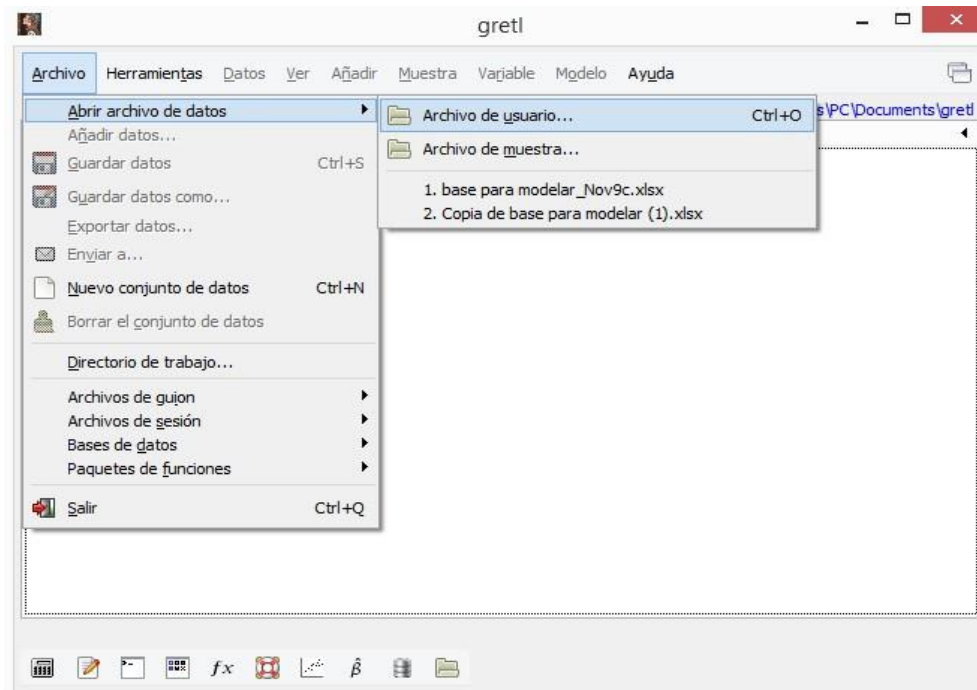 gretl
Archivo Herramientas Datos Ver Añadir Muestra Variable Modelo Ayuda
s\PC\Documents\gretl
Abrir archivo de datos
Añadir datos...
Guardar datos Ctrl+S
Guardar datos como...
Exportar datos...
Enviar a...
Nuevo conjunto de datos Ctrl+N
Borrar el conjunto de datos
Directorio de trabajo...
Archivos de guion
Archivos de sesión
Bases de datos
Paquetes de funciones
Salir Ctrl+Q
Archivo de usuario... Ctrl+O
Archivo de muestra...
1. base para modelar_Nov9c.xlsx
2. Copia de base para modelar (1).xlsx
fx β̂